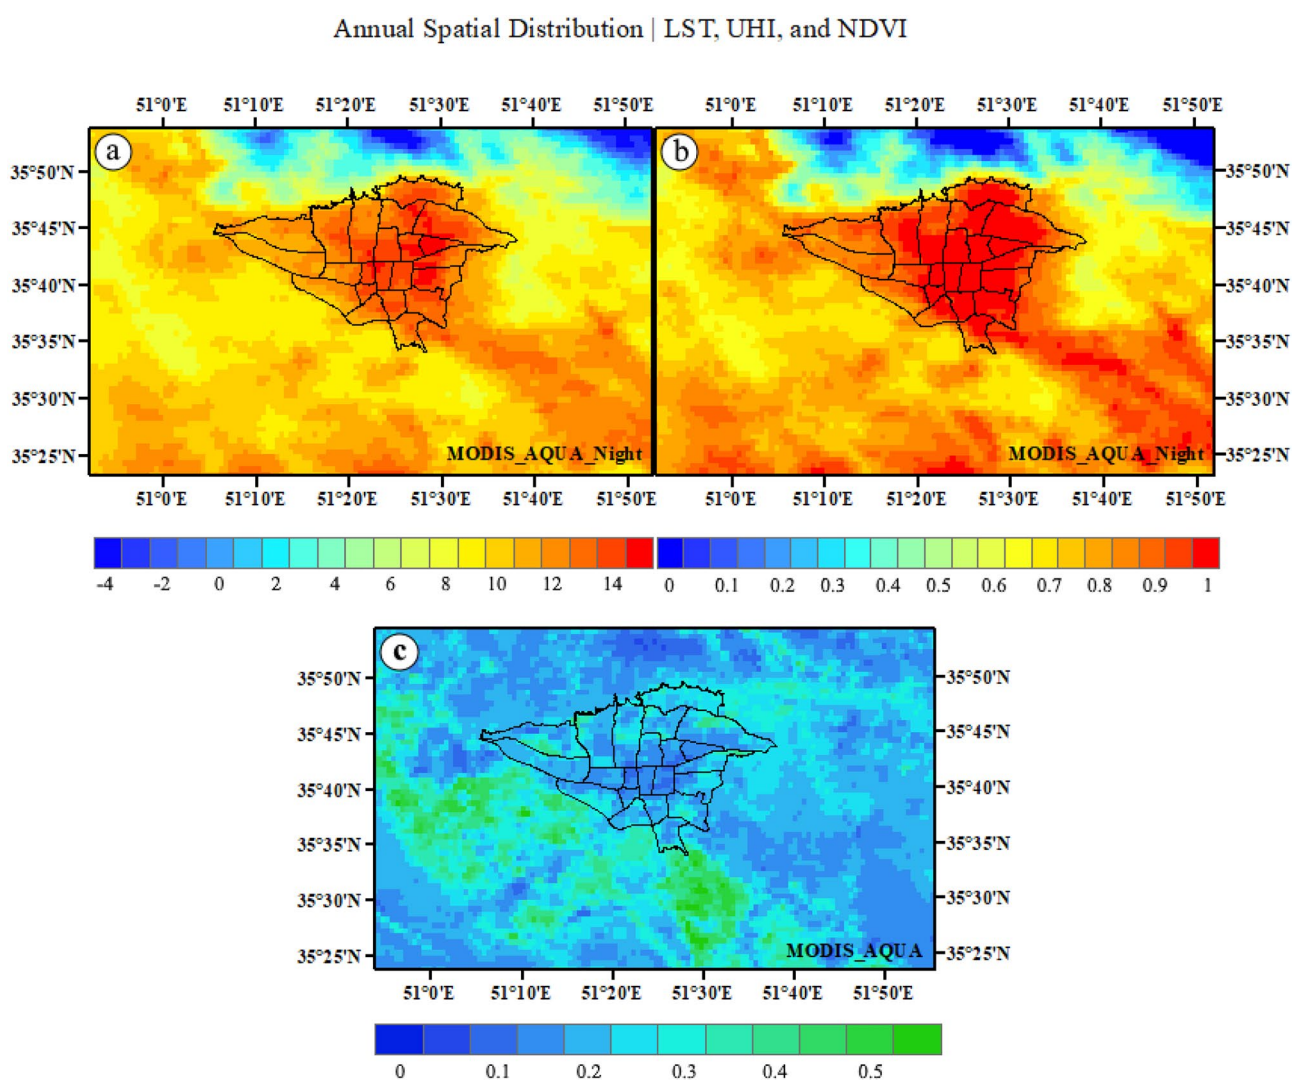 Annual Spatial Distribution | LST, UHI, and NDVI
51°0'E 51°10'E 51°20'E 51°30'E 51°40'E 51°50'E 51°0'E 51°10'E 51°20'E 51°30'E 51°40'E 51°50'E
a b
35°50'N 35°50'N
35°45'N 35°45'N
35°40'N 35°40'N
35°35'N 35°35'N
35°30'N 35°30'N
35°25'N 35°25'N
MODIS_AQUA_Night MODIS_AQUA_Night
51°0'E 51°10'E 51°20'E 51°30'E 51°40'E 51°50'E 51°0'E 51°10'E 51°20'E 51°30'E 51°40'E 51°50'E
-4 -2 0 2 4 6 8 10 12 14 0 0.1 0.2 0.3 0.4 0.5 0.6 0.7 0.8 0.9 1
c
35°50'N 35°50'N
35°45'N 35°45'N
35°40'N 35°40'N
35°35'N 35°35'N
35°30'N 35°30'N
35°25'N 35°25'N
MODIS_AQUA
51°0'E 51°10'E 51°20'E 51°30'E 51°40'E 51°50'E
0 0.1 0.2 0.3 0.4 0.5